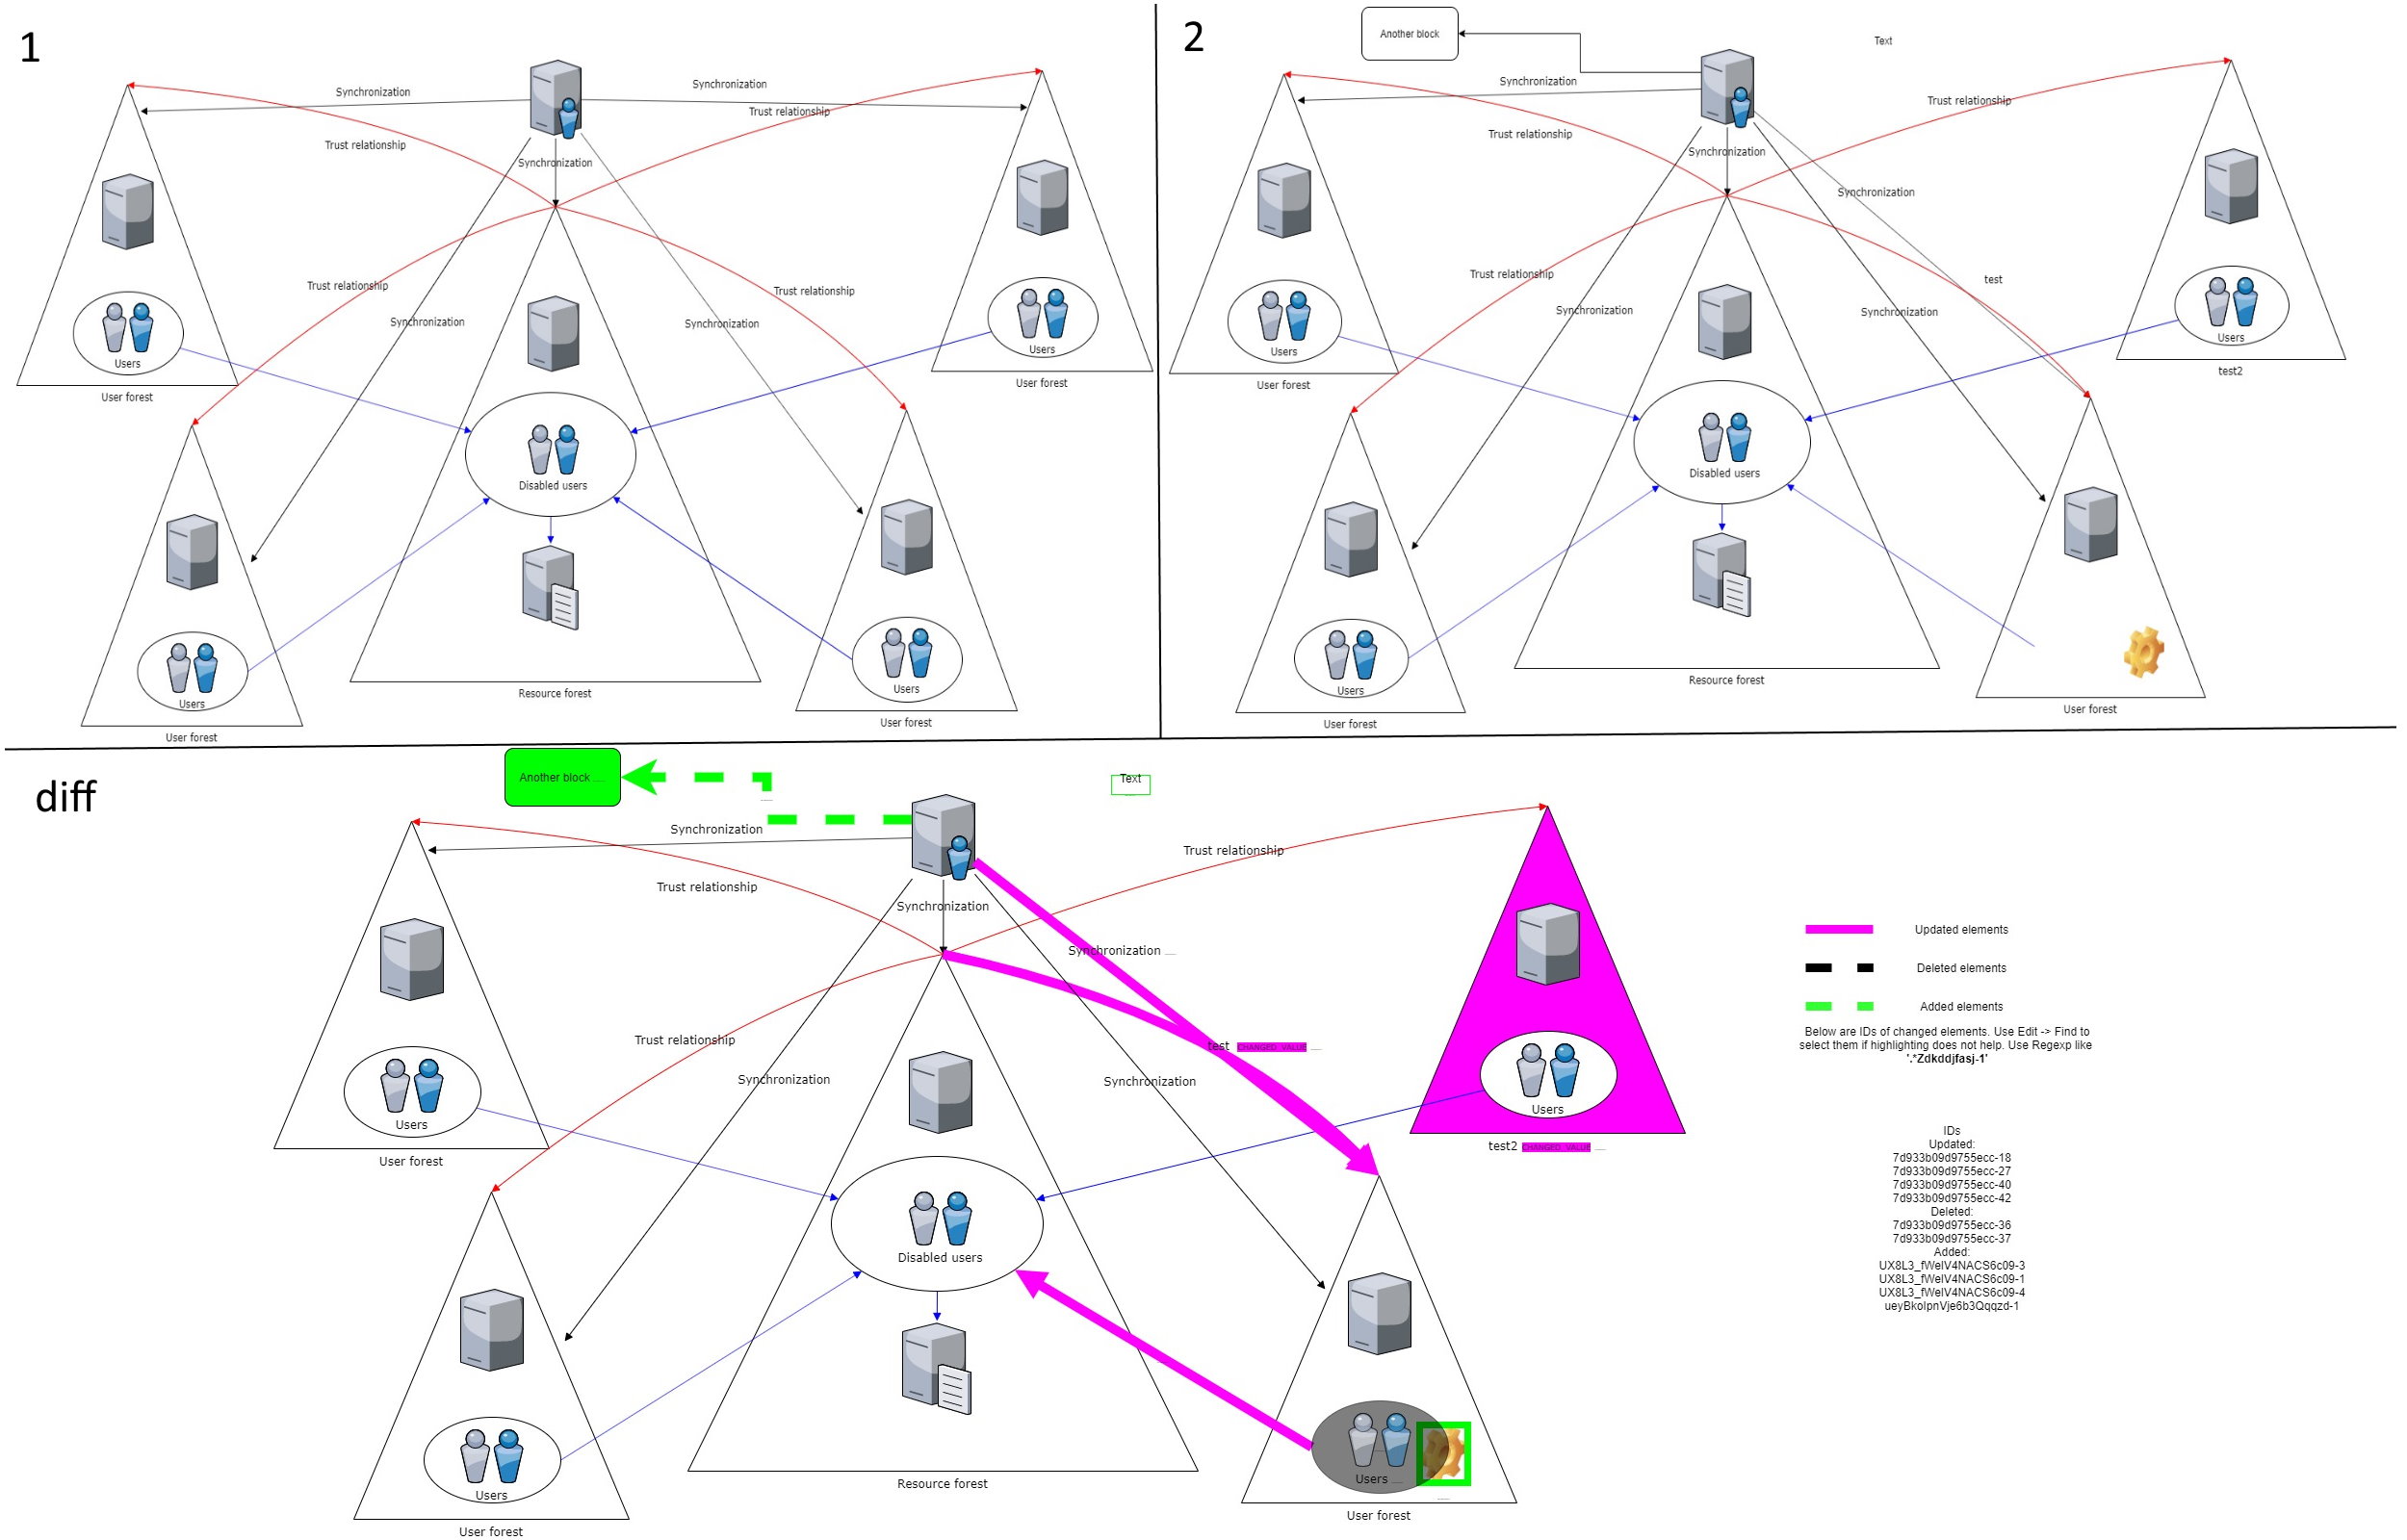 1
Synchronization
Synchronization
Trust relationship
Trust relationship
Synchronization
Trust relationship
Trust relationship
Synchronization
Synchronization
Users
User forest
Users
User forest
Disabled users
Users
User forest
Resource forest
Users
User forest
2
Another block
Text
Synchronization
Trust relationship
Trust relationship
Synchronization
Synchronization
Trust relationship
test
Synchronization
Synchronization
Users
User forest
Users
test2
Disabled users
Users
User forest
Resource forest
User forest
diff
Another block
Text
Synchronization
Trust relationship
Trust relationship
Synchronization
Synchronization
Trust relationship
test CHANGED_VALUE
Synchronization
Synchronization
Users
User forest
Users
test2 CHANGED_VALUE
Disabled users
Users
User forest
Resource forest
Users
User forest
Updated elements
Deleted elements
Added elements
Below are IDs of changed elements. Use Edit -> Find to
select them if highlighting does not help. Use Regexp like
'.*Zdkddjfasj-1'
IDs
Updated:
7d933b09d9755ecc-18
7d933b09d9755ecc-27
7d933b09d9755ecc-40
7d933b09d9755ecc-42
Deleted:
7d933b09d9755ecc-36
7d933b09d9755ecc-37
Added:
UX8L3_fWelV4NACS6c09-3
UX8L3_fWelV4NACS6c09-1
UX8L3_fWelV4NACS6c09-4
ueyBkolpnVje6b3Qqqzd-1